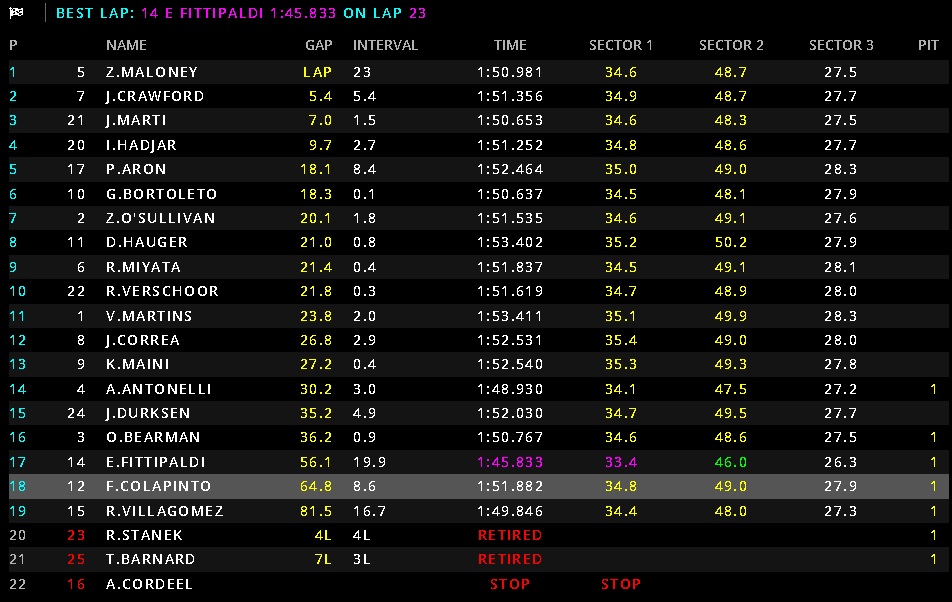 BEST LAP: 14 E FITTIPALDI 1:45.833 ON LAP 23
P NAME GAP INTERVAL TIME SECTOR 1 SECTOR 2 SECTOR 3 PIT
1 5 Z.MALONEY LAP 23 1:50.981 34.6 48.7 27.5
2 7 J.CRAWFORD 5.4 5.4 1:51.356 34.9 48.7 27.7
3 21 J.MARTI 7.0 1.5 1:50.653 34.6 48.3 27.5
4 20 I.HADJAR 9.7 2.7 1:51.252 34.8 48.6 27.7
5 17 P.ARON 18.1 8.4 1:52.464 35.0 49.0 28.3
6 10 G.BORTOLETO 18.3 0.1 1:50.637 34.5 48.1 27.9
7 2 Z.O'SULLIVAN 20.1 1.8 1:51.535 34.6 49.1 27.6
8 11 D.HAUGER 21.0 0.8 1:53.402 35.2 50.2 27.9
9 6 R.MIYATA 21.4 0.4 1:51.837 34.5 49.1 28.1
10 22 R.VERSCHOOR 21.8 0.3 1:51.619 34.7 48.9 28.0
11 1 V.MARTINS 23.8 2.0 1:53.411 35.1 49.9 28.3
12 8 J.CORREA 26.8 2.9 1:52.531 35.4 49.0 28.0
13 9 K.MAINI 27.2 0.4 1:52.540 35.3 49.3 27.8
14 4 A.ANTONELLI 30.2 3.0 1:48.930 34.1 47.5 27.2 1
15 24 J.DURKSEN 35.2 4.9 1:52.030 34.7 49.5 27.7
16 3 O.BEARMAN 36.2 0.9 1:50.767 34.6 48.6 27.5 1
17 14 E.FITTIPALDI 56.1 19.9 1:45.833 33.4 46.0 26.3 1
18 12 F.COLAPINTO 64.8 8.6 1:51.882 34.8 49.0 27.9 1
19 15 R.VILLAGOMEZ 81.5 16.7 1:49.846 34.4 48.0 27.3 1
20 23 R.STANEK 4L 4L RETIRED 1
21 25 T.BARNARD 7L 3L RETIRED 1
22 16 A.CORDEEL STOP STOP